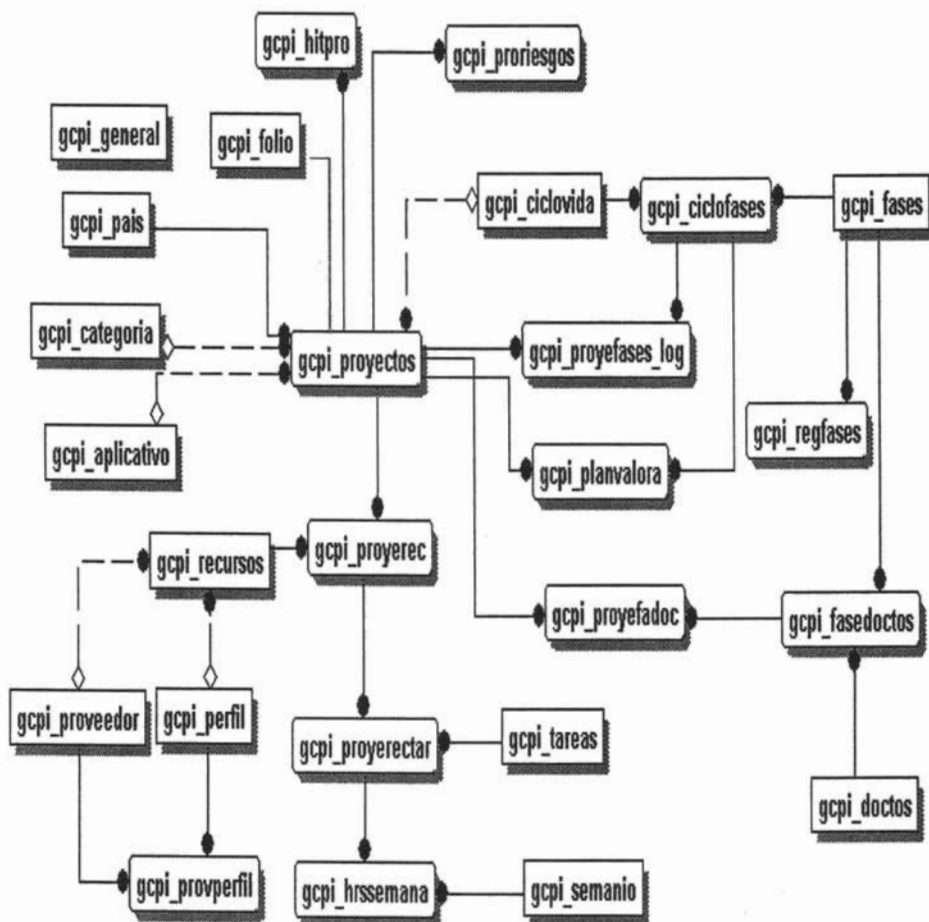 gcpi_hitpro
gcpi_proriesgos
gcpi_general
gcpi_folio
gcpi_ciclovida
gcpi_ciclofases
gcpi_fases
gcpi_pais
gcpi_categoria
gcpi_proyectos
gcpi_proyefases_log
gcpi_aplicativo
gcpi_regfases
gcpi_planvalora
gcpi_recursos
gcpi_proyerec
gcpi_proyefadoc
gcpi_fasedoctos
gcpi_proveedor
gcpi_perfil
gcpi_proyerectar
gcpi_tareas
gcpi_doctos
gcpi_provperfil
gcpi_hrssemana
gcpi_semanio